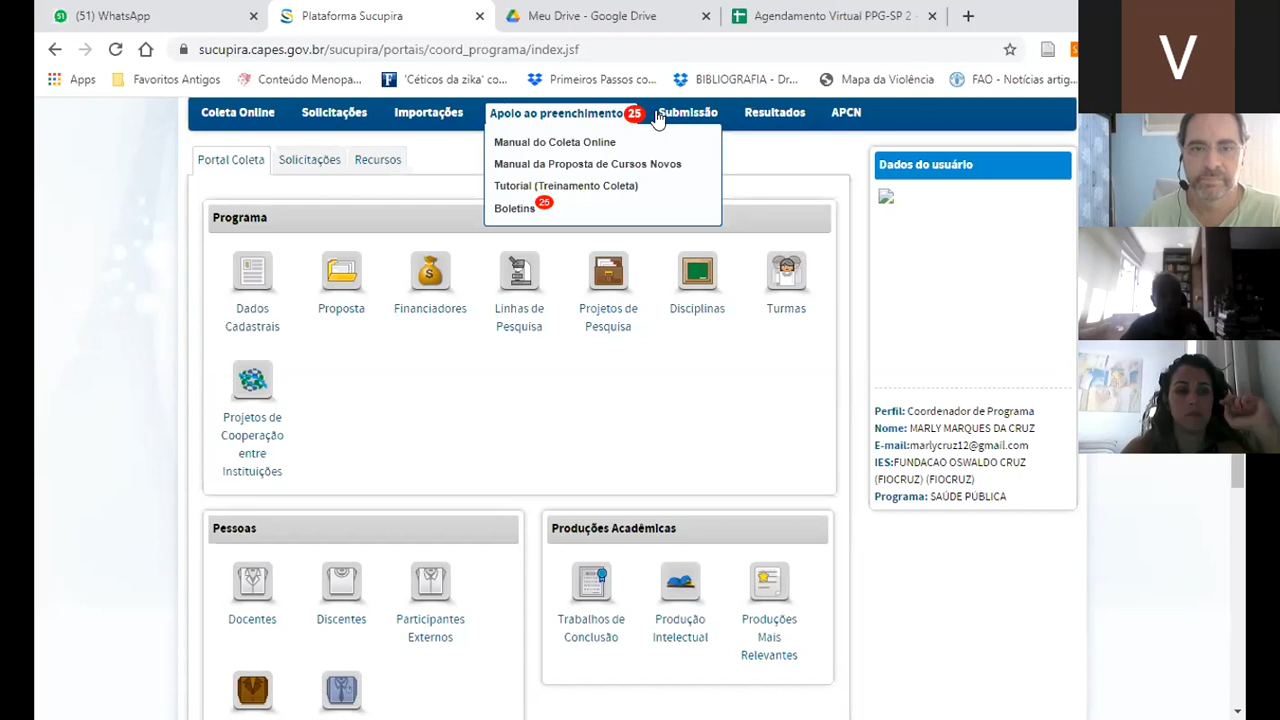 (51) WhatsApp
Plataforma Sucupira
Meu Drive - Google Drive
Agendamento Virtual PPG-SP 2 -
V
sucupira.capes.gov.br/sucupira/portais/coord_programa/index.jsf
S
Apps
Favoritos Antigos
Conteúdo Menopa...
'Céticos da zika' co...
Primeiros Passos co...
BIBLIOGRAFIA - Dr...
Mapa da Violência
FAO - Notícias artig...
Coleta Online
Solicitações
Importações
Apoio ao preenchimento 25
Submissão
Resultados
APCN
Manual do Coleta Online
Manual da Proposta de Cursos Novos
Tutorial (Treinamento Coleta)
Boletins 25
Portal Coleta
Solicitações
Recursos
Dados do usuário
Programa
Dados
Cadastrais
Proposta
Financiadores
Linhas de
Pesquisa
Projetos de
Pesquisa
Disciplinas
Turmas
Projetos de
Cooperação
entre
Instituições
Perfil: Coordenador de Programa
Nome: MARLY MARQUES DA CRUZ
E-mail:marlycruz12@gmail.com
IES:FUNDACAO OSWALDO CRUZ
(FIOCRUZ) (FIOCRUZ)
Programa: SAÚDE PÚBLICA
Pessoas
Docentes
Discentes
Participantes
Externos
Produções Acadêmicas
Trabalhos de
Conclusão
Produção
Intelectual
Produções
Mais
Relevantes